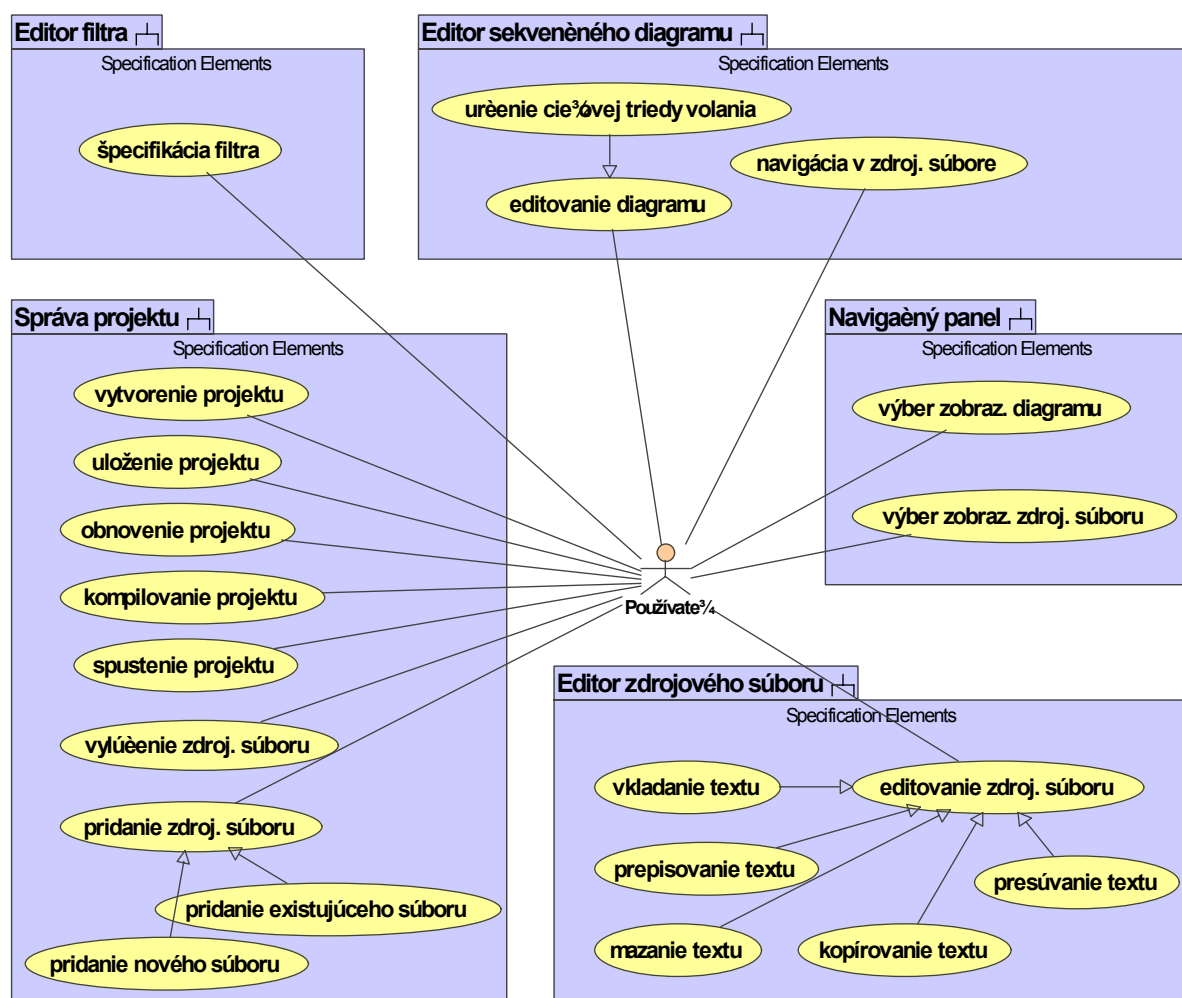 Editor filtra
Specification Elements
špecifikácia filtra
Editor sekvenèného diagramu
Specification Elements
urèenie cie³¾ovej triedy volania
navigácia v zdroj. súbore
editovanie diagramu
Správa projektu
Specification Elements
vytvorenie projektu
uloženie projektu
obnovenie projektu
kompilovanie projektu
spustenie projektu
vylúèenie zdroj. súboru
pridanie zdroj. súboru
pridanie existujúceho súboru
pridanie nového súboru
Navigaèný panel
Specification Elements
výber zobraz. diagramu
výber zobraz. zdroj. súboru
Používate³¾
Editor zdrojového súboru
Specification Elements
vkladanie textu
editovanie zdroj. súboru
prepisovanie textu
presúvanie textu
mazanie textu
kopírovanie textu